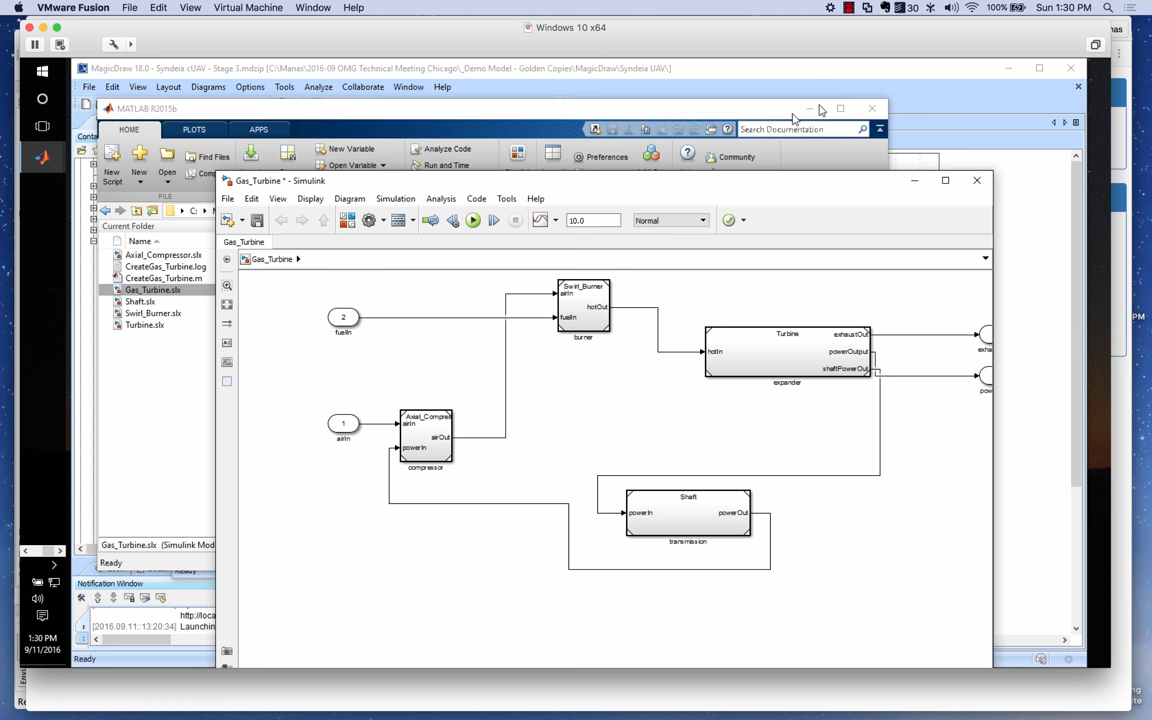 VMware Fusion File Edit View Virtual Machine Window Help
30 100% Sun 1:30 PM
Windows 10 x64
MagicDraw 18.0 - Syndeia cUAV - Stage 3.mdzip [C:\Manas\2016-09 OMG Technical Meeting Chicago\_Demo Model - Golden Copies\MagicDraw\Syndeia UAV\]
File Edit View Layout Diagrams Options Tools Analyze Collaborate Window Help
MATLAB R2015b
HOME PLOTS APPS
Search Documentation
New Script
New
Open
Find Files
New Variable
Open Variable
Analyze Code
Run and Time
Preferences
Community
FILE
Gas_Turbine * - Simulink
File Edit View Display Diagram Simulation Analysis Code Tools Help
10.0 Normal
Gas_Turbine
Gas_Turbine
C:
Current Folder
Name
Axial_Compressor.slx
CreateGas_Turbine.log
CreateGas_Turbine.m
Gas_Turbine.slx
Shaft.slx
Swirl_Burner.slx
Turbine.slx
2
fuelIn
Swirl_Burner
airIn
hotOut
fuelIn
burner
Turbine
hotIn
exhaustOut
powerOutput
shaftPowerOut
expander
exha
pow
1
airIn
Axial_Compres
airIn
airOut
powerIn
compressor
Shaft
powerIn powerOut
transmission
Gas_Turbine.slx (Simulink Mod
Ready
Ready
Notification Window
http://loca
[2016.09.11::13:20:34] Launchin
Ready
1:30 PM
9/11/2016